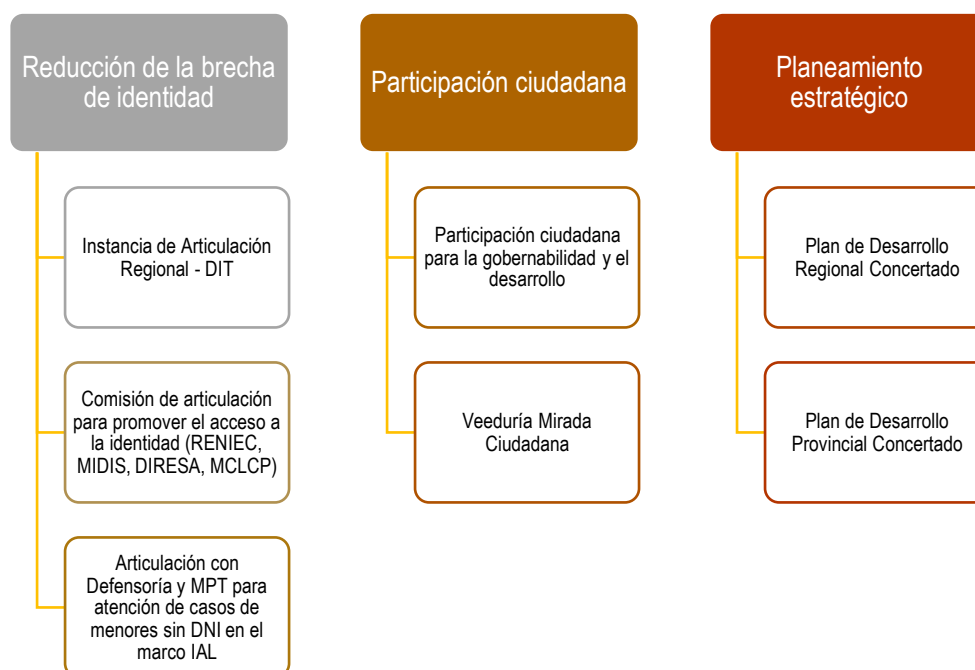 Reducción de la brecha
de identidad
Instancia de Articulación
Regional - DIT
Comisión de articulación
para promover el acceso a
la identidad (RENIEC,
MIDIS, DIRESA, MCLCP)
Articulación con
Defensoría y MPT para
atención de casos de
menores sin DNI en el
marco IAL
Participación ciudadana
Participación ciudadana
para la gobernabilidad y el
desarrollo
Veeduría Mirada
Ciudadana
Planeamiento
estratégico
Plan de Desarrollo
Regional Concertado
Plan de Desarrollo
Provincial Concertado